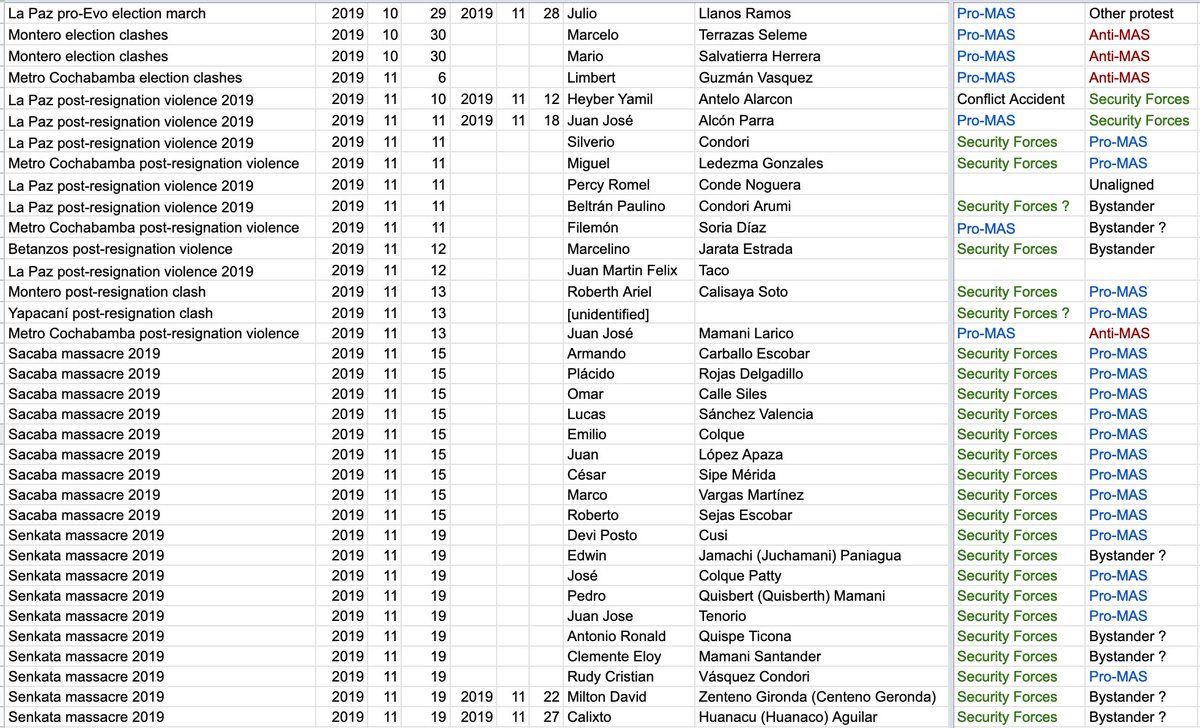 La Paz pro-Evo election march 2019 10 29 2019 11 28 Julio Llanos Ramos Pro-MAS Other protest
Montero election clashes 2019 10 30 Marcelo Terrazas Seleme Pro-MAS Anti-MAS
Montero election clashes 2019 10 30 Mario Salvatierra Herrera Pro-MAS Anti-MAS
Metro Cochabamba election clashes 2019 11 6 Limbert Guzmán Vasquez Pro-MAS Anti-MAS
La Paz post-resignation violence 2019 2019 11 10 2019 11 12 Heyber Yamil Antelo Alarcon Conflict Accident Security Forces
La Paz post-resignation violence 2019 2019 11 11 2019 11 18 Juan José Alcón Parra Pro-MAS Security Forces
La Paz post-resignation violence 2019 2019 11 11 Silverio Condori Security Forces Pro-MAS
Metro Cochabamba post-resignation violence 2019 11 11 Miguel Ledezma Gonzales Security Forces Pro-MAS
La Paz post-resignation violence 2019 2019 11 11 Percy Romel Conde Noguera Unaligned
La Paz post-resignation violence 2019 2019 11 11 Beltrán Paulino Condori Arumi Security Forces ? Bystander
Metro Cochabamba post-resignation violence 2019 11 11 Filemón Soria Díaz Pro-MAS Bystander ?
Betanzos post-resignation violence 2019 11 12 Marcelino Jarata Estrada Security Forces Bystander
La Paz post-resignation violence 2019 2019 11 12 Juan Martin Felix Taco
Montero post-resignation clash 2019 11 13 Roberth Ariel Calisaya Soto Security Forces Pro-MAS
Yapacaní post-resignation clash 2019 11 13 [unidentified] Security Forces ? Pro-MAS
Metro Cochabamba post-resignation violence 2019 11 13 Juan José Mamani Larico Pro-MAS Anti-MAS
Sacaba massacre 2019 2019 11 15 Armando Carballo Escobar Security Forces Pro-MAS
Sacaba massacre 2019 2019 11 15 Plácido Rojas Delgadillo Security Forces Pro-MAS
Sacaba massacre 2019 2019 11 15 Omar Calle Siles Security Forces Pro-MAS
Sacaba massacre 2019 2019 11 15 Lucas Sánchez Valencia Security Forces Pro-MAS
Sacaba massacre 2019 2019 11 15 Emilio Colque Security Forces Pro-MAS
Sacaba massacre 2019 2019 11 15 Juan López Apaza Security Forces Pro-MAS
Sacaba massacre 2019 2019 11 15 César Sipe Mérida Security Forces Pro-MAS
Sacaba massacre 2019 2019 11 15 Marco Vargas Martínez Security Forces Pro-MAS
Sacaba massacre 2019 2019 11 15 Roberto Sejas Escobar Security Forces Pro-MAS
Senkata massacre 2019 2019 11 19 Devi Posto Cusi Security Forces Pro-MAS
Senkata massacre 2019 2019 11 19 Edwin Jamachi (Juchamani) Paniagua Security Forces Bystander ?
Senkata massacre 2019 2019 11 19 José Colque Patty Security Forces Pro-MAS
Senkata massacre 2019 2019 11 19 Pedro Quisbert (Quisberth) Mamani Security Forces Pro-MAS
Senkata massacre 2019 2019 11 19 Juan Jose Tenorio Security Forces Pro-MAS
Senkata massacre 2019 2019 11 19 Antonio Ronald Quispe Ticona Security Forces Bystander ?
Senkata massacre 2019 2019 11 19 Clemente Eloy Mamani Santander Security Forces Bystander ?
Senkata massacre 2019 2019 11 19 Rudy Cristian Vásquez Condori Security Forces Pro-MAS
Senkata massacre 2019 2019 11 19 2019 11 22 Milton David Zenteno Gironda (Centeno Geronda) Security Forces Bystander ?
Senkata massacre 2019 2019 11 19 2019 11 27 Calixto Huanacu (Huanaco) Aguilar Security Forces Bystander ?